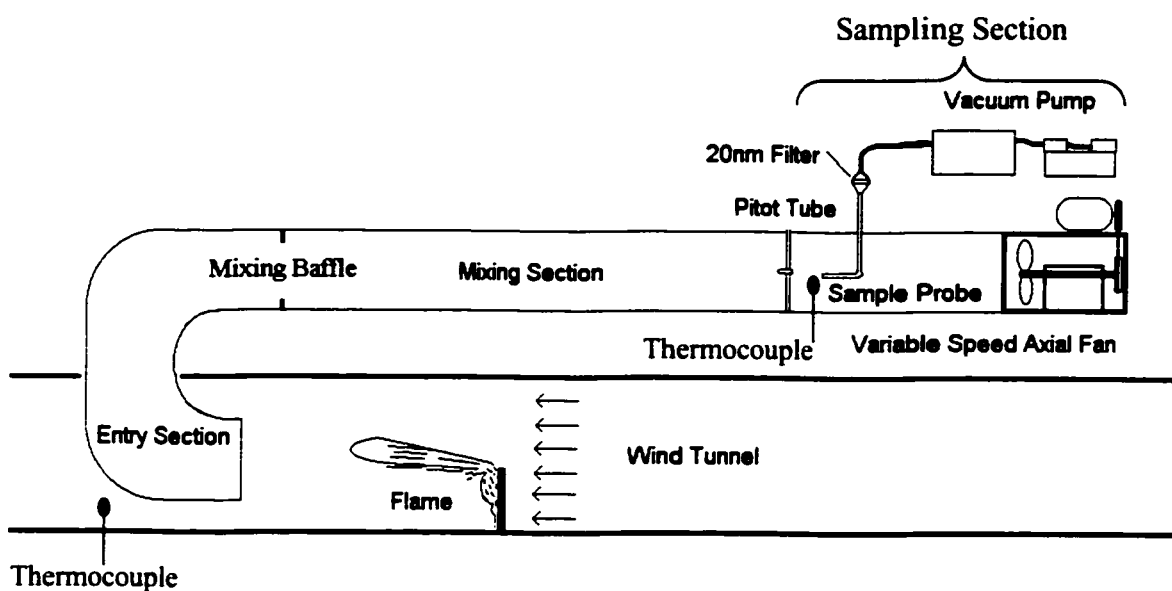 Sampling Section
Vacuum Pump
20nm Filter
Pitot Tube
Mixing Baffle
Mixing Section
Sample Probe
Thermocouple
Variable Speed Axial Fan
Entry Section
Wind Tunnel
Flame
Thermocouple